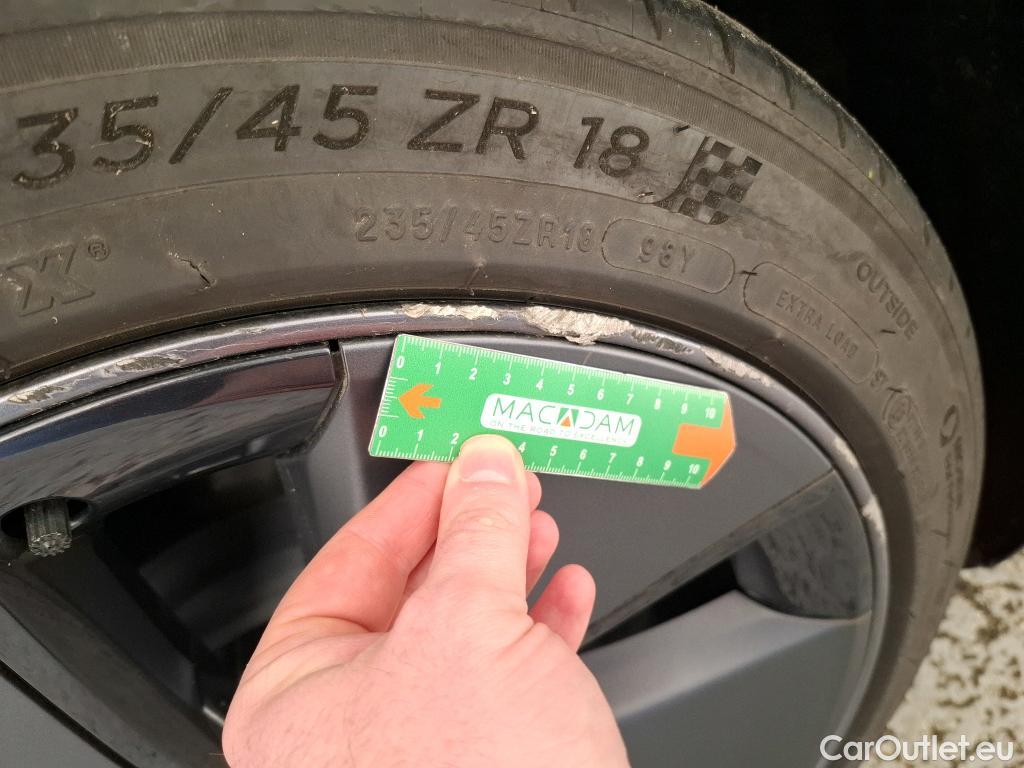 35/45 ZR 18
235/45ZR18 98Y
X®
EXTRA LOAD
OUTSIDE
0 1 2 3 4 5 6 7 8 9 10
MACADAM
ON THE ROAD TO EXCELLENCE
0 1 2 4 5 6 7 8 9 10
CarOutlet.eu